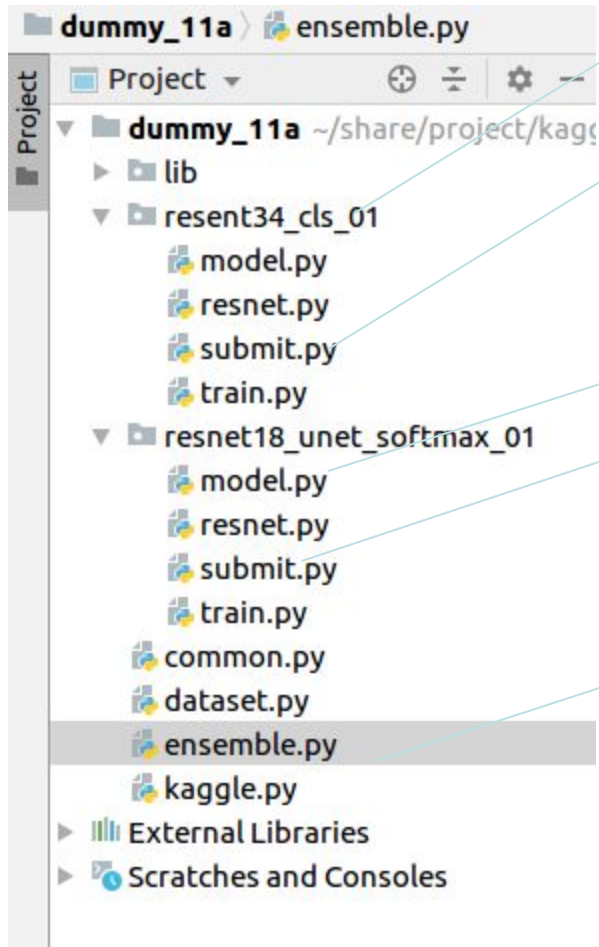 dummy_11a ensemble.py
Project
Project
dummy_11a ~/share/project/kagg
lib
resent34_cls_01
model.py
resnet.py
submit.py
train.py
resnet18_unet_softmax_01
model.py
resnet.py
submit.py
train.py
common.py
dataset.py
ensemble.py
kaggle.py
External Libraries
Scratches and Consoles